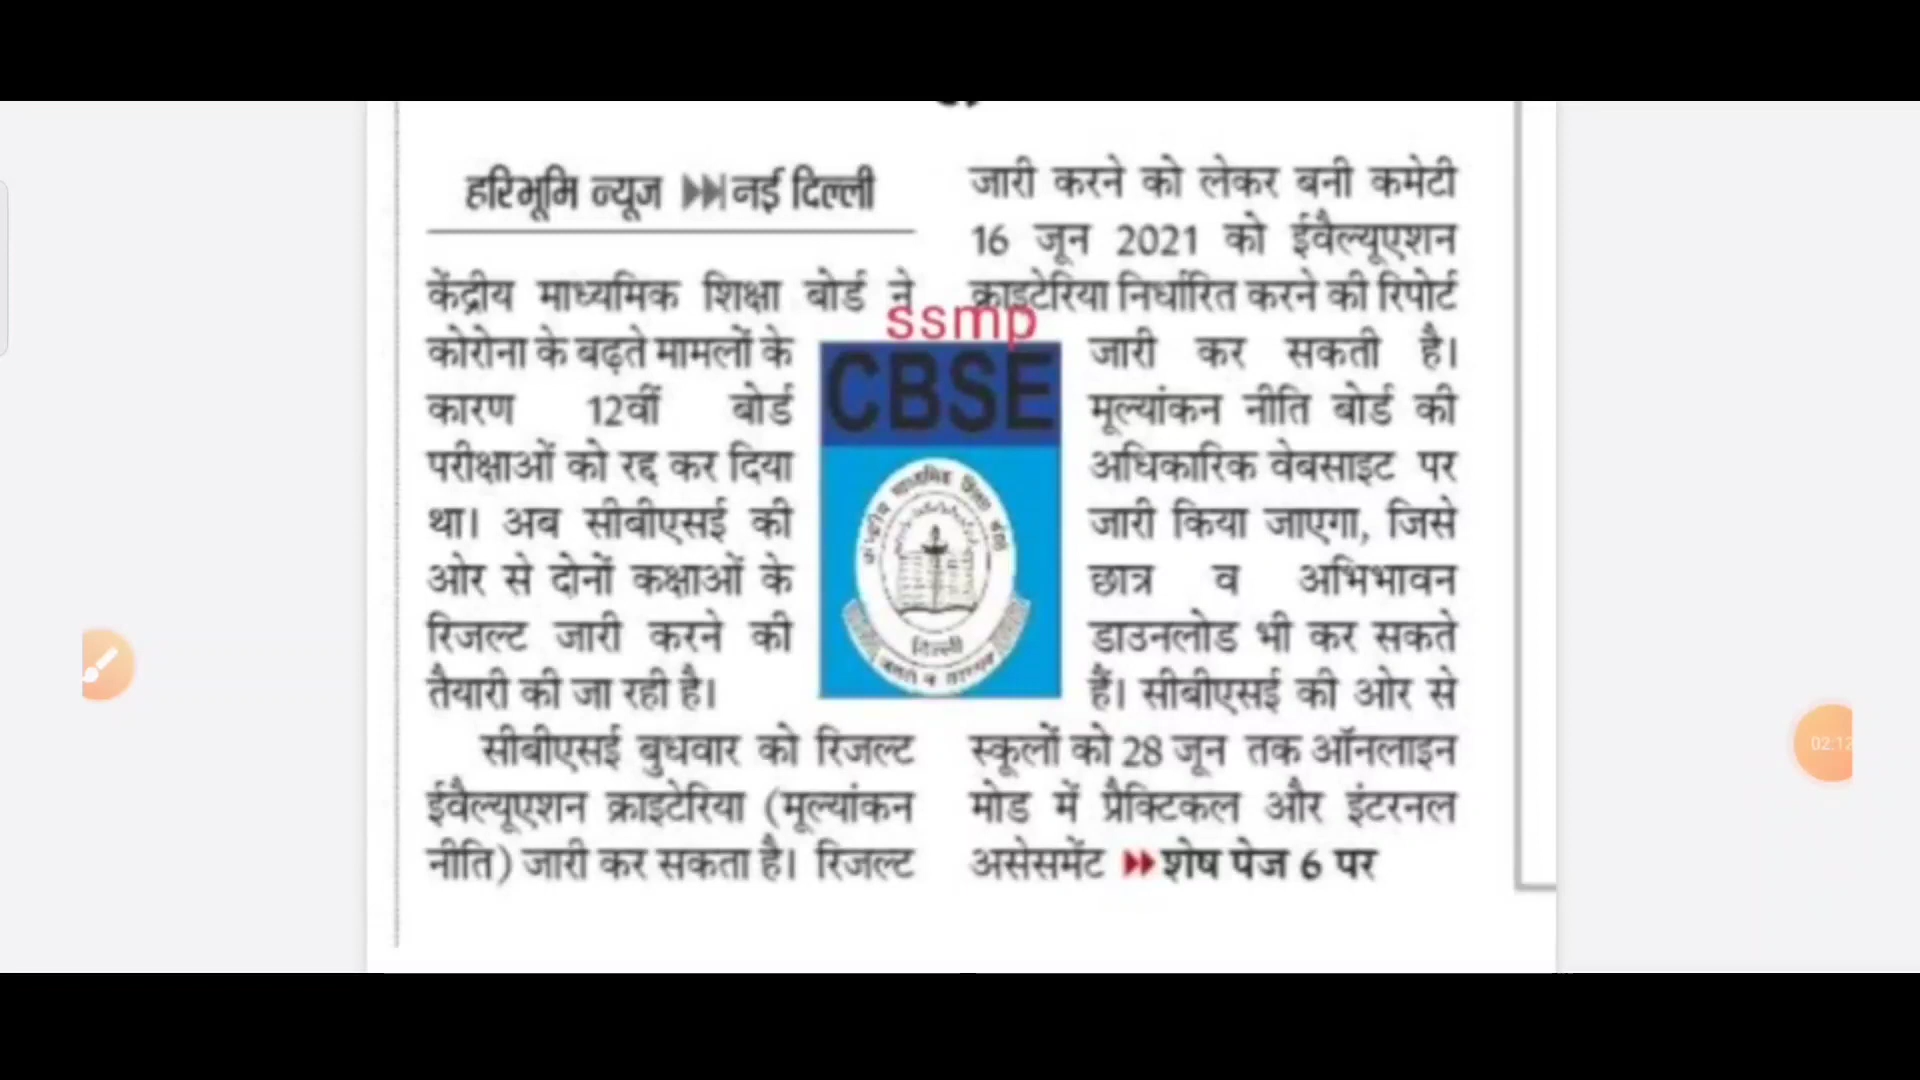 हरिभूमि न्यूज ▶▶ नई दिल्ली
केंद्रीय माध्यमिक शिक्षा बोर्ड ने
कोरोना के बढ़ते मामलों के
कारण 12वीं बोर्ड
परीक्षाओं को रद्द कर दिया
था। अब सीबीएसई की
ओर से दोनों कक्षाओं के
रिजल्ट जारी करने की
तैयारी की जा रही है।
सीबीएसई बुधवार को रिजल्ट
ईवैल्यूएशन क्राइटेरिया (मूल्यांकन
नीति) जारी कर सकता है। रिजल्ट
ssmp
CBSE
दिल्ली
जारी करने को लेकर बनी कमेटी
16 जून 2021 को ईवैल्यूएशन
क्राइटेरिया निर्धारित करने की रिपोर्ट
जारी कर सकती है।
मूल्यांकन नीति बोर्ड की
अधिकारिक वेबसाइट पर
जारी किया जाएगा, जिसे
छात्र व अभिभावन
डाउनलोड भी कर सकते
हैं। सीबीएसई की ओर से
स्कूलों को 28 जून तक ऑनलाइन
मोड में प्रैक्टिकल और इंटरनल
असेसमेंट ▶▶ शेष पेज 6 पर
02:12